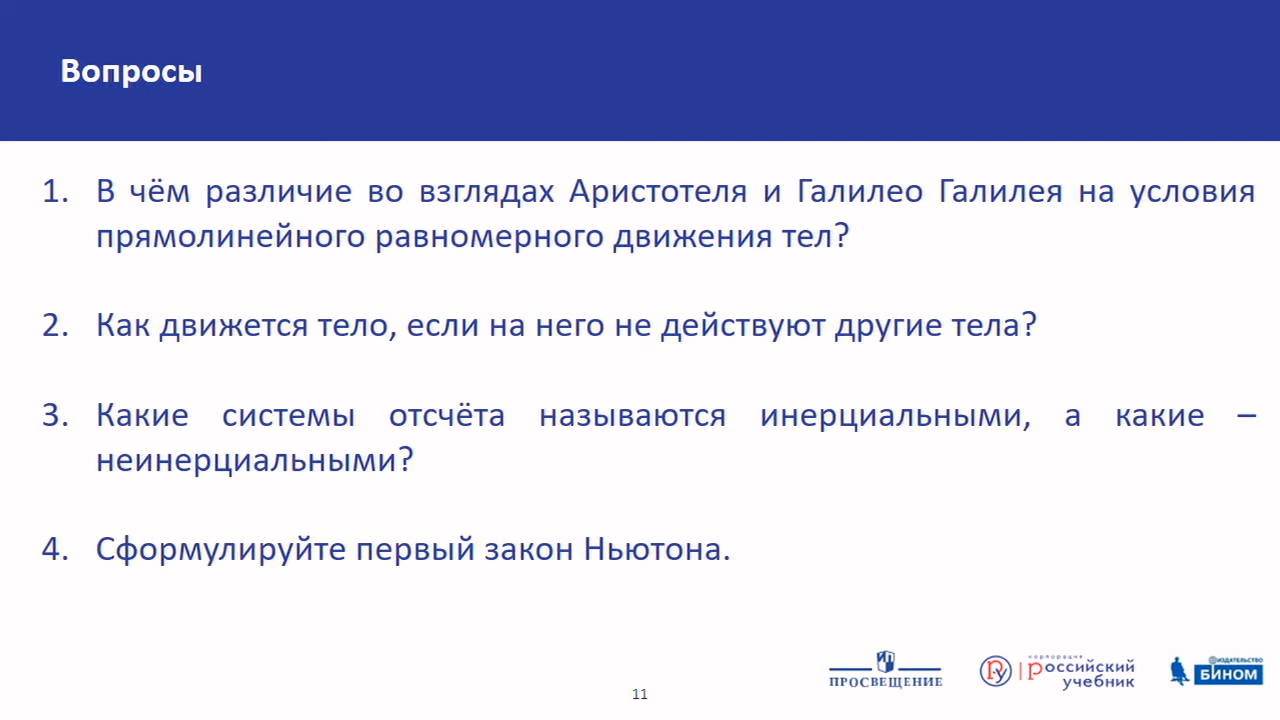 Вопросы
1. В чём различие во взглядах Аристотеля и Галилео Галилея на условия
прямолинейного равномерного движения тел?
2. Как движется тело, если на него не действуют другие тела?
3. Какие системы отсчёта называются инерциальными, а какие –
неинерциальными?
4. Сформулируйте первый закон Ньютона.
ПРОСВЕЩЕНИЕ
корпорация
российский
учебник
ИЗДАТЕЛЬСТВО
БИНОМ
11